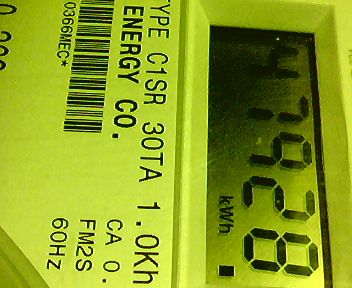 47928
kWh
TYPE C1SR 30TA 1.0Kh
ENERGY CO.
CA 0.
FM2S
0366MEC*
60Hz